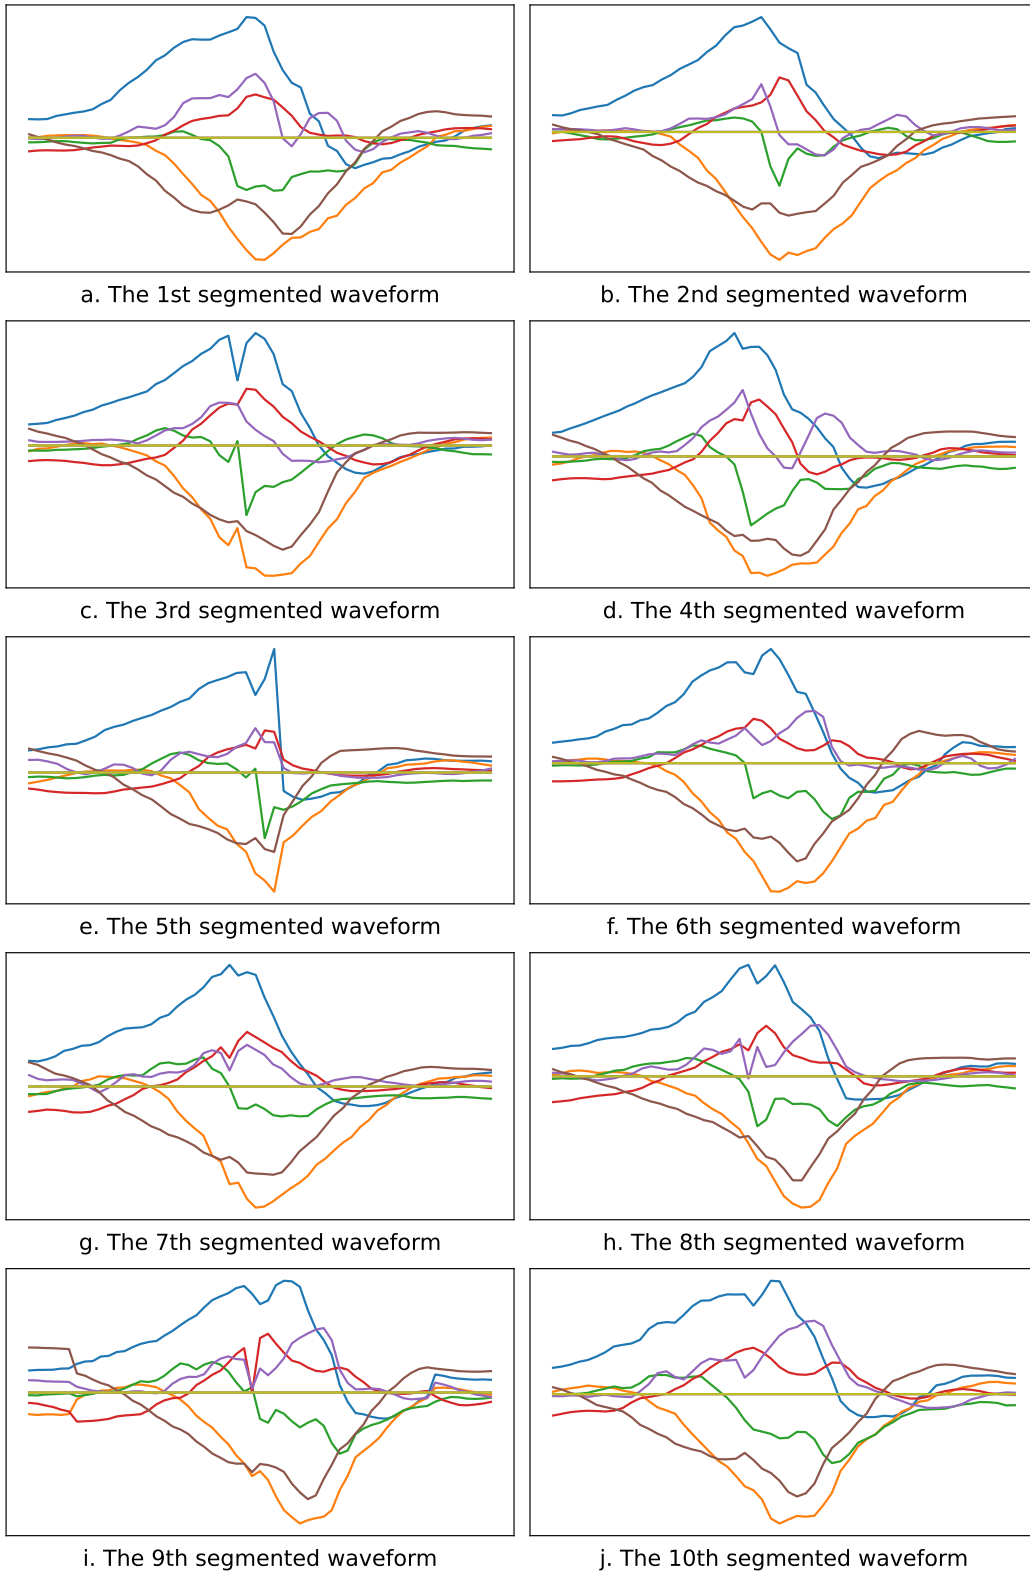 a. The 1st segmented waveform
b. The 2nd segmented waveform
c. The 3rd segmented waveform
d. The 4th segmented waveform
e. The 5th segmented waveform
f. The 6th segmented waveform
g. The 7th segmented waveform
h. The 8th segmented waveform
i. The 9th segmented waveform
j. The 10th segmented waveform